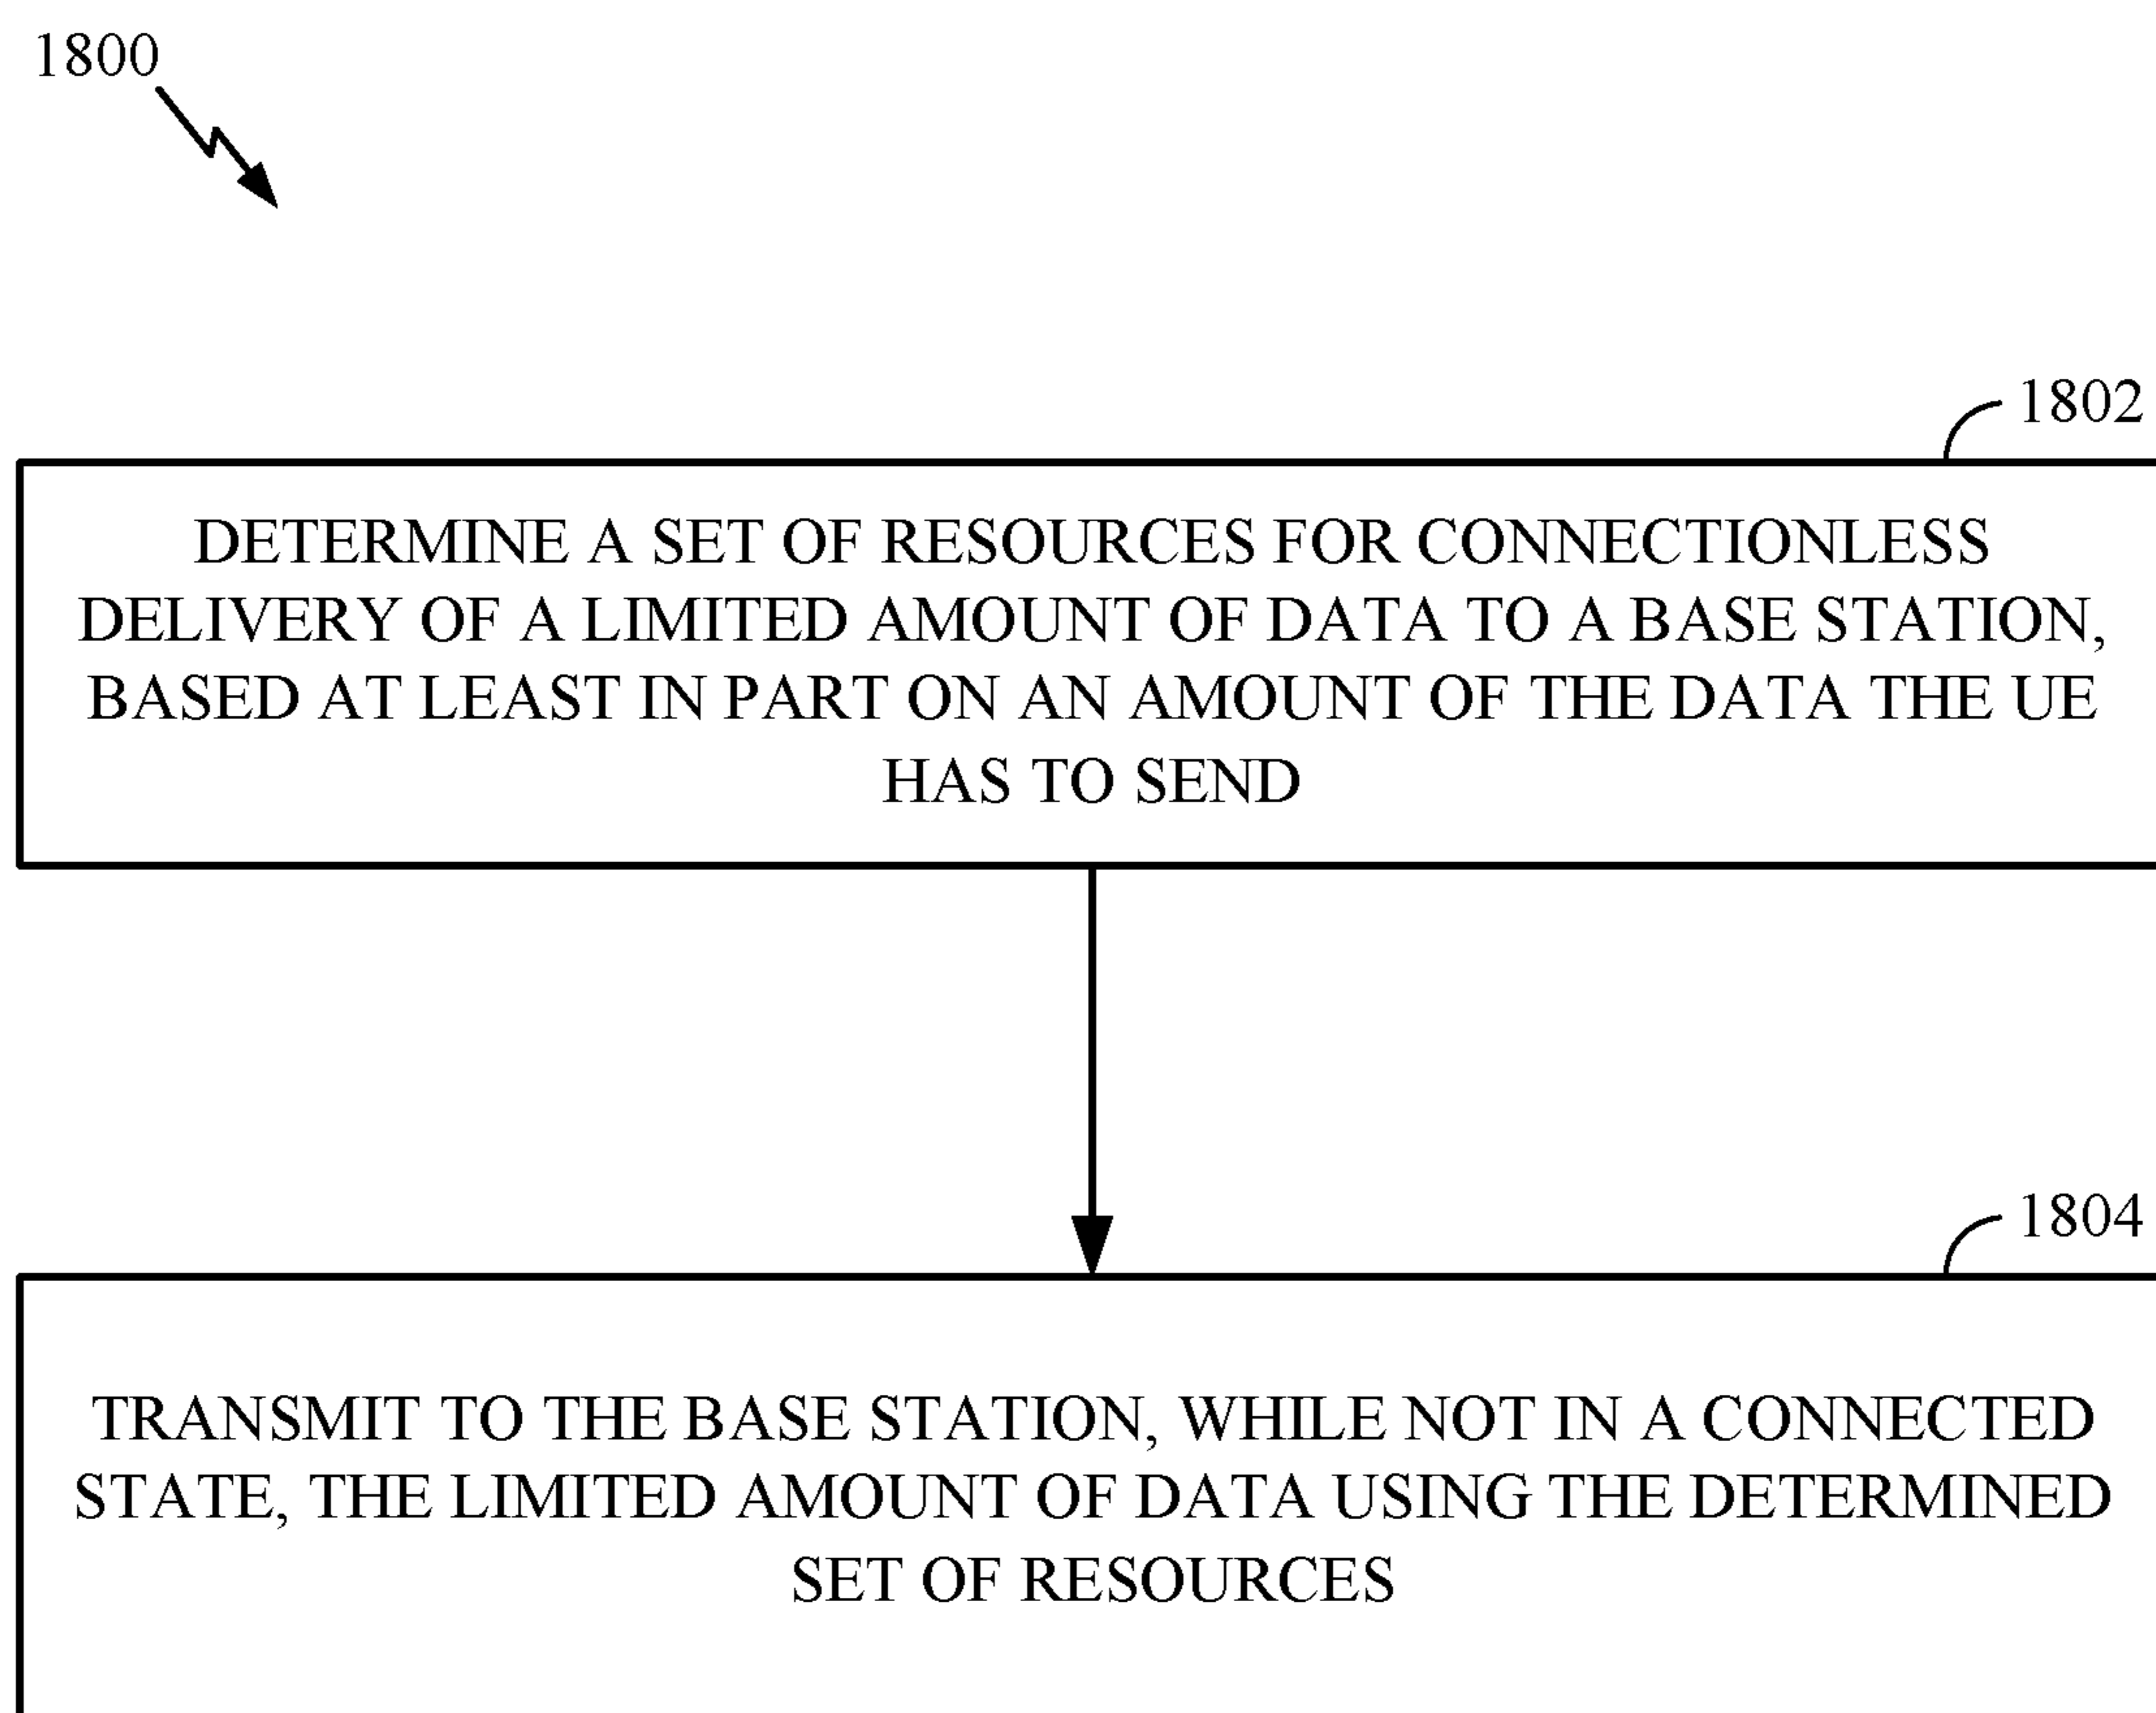 1800
1802
DETERMINE A SET OF RESOURCES FOR CONNECTIONLESS
DELIVERY OF A LIMITED AMOUNT OF DATA TO A BASE STATION,
BASED AT LEAST IN PART ON AN AMOUNT OF THE DATA THE UE
HAS TO SEND
1804
TRANSMIT TO THE BASE STATION, WHILE NOT IN A CONNECTED
STATE, THE LIMITED AMOUNT OF DATA USING THE DETERMINED
SET OF RESOURCES